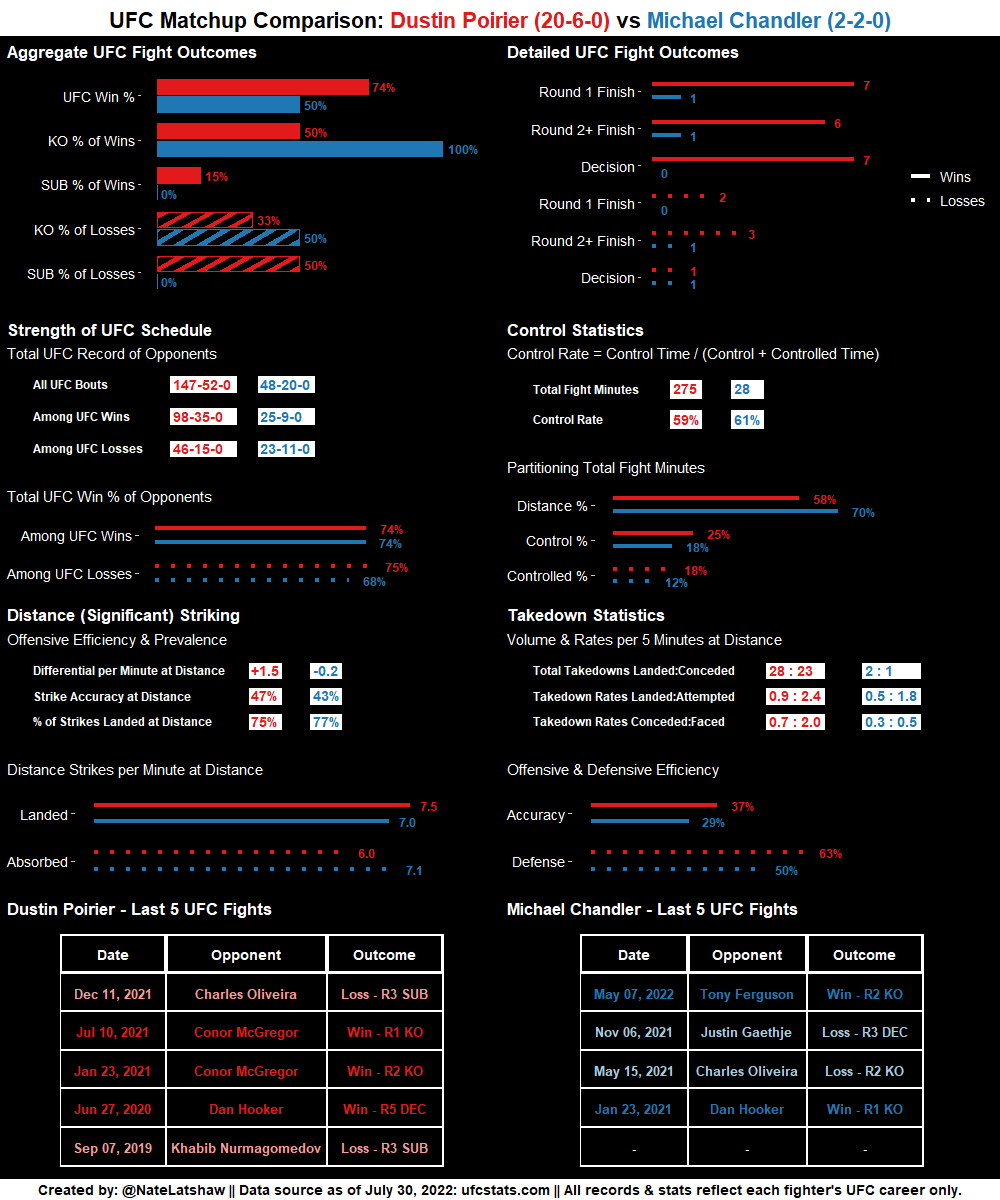 UFC Matchup Comparison: Dustin Poirier (20-6-0) vs Michael Chandler (2-2-0)
Aggregate UFC Fight Outcomes
UFC Win %
74%
50%
KO % of Wins
50%
100%
SUB % of Wins
15%
0%
KO % of Losses
33%
50%
SUB % of Losses
50%
0%
Detailed UFC Fight Outcomes
Round 1 Finish
7
1
Round 2+ Finish
6
1
Decision
7
0
Round 1 Finish
2
0
Round 2+ Finish
3
1
Decision
1
1
Wins
Losses
Strength of UFC Schedule
Total UFC Record of Opponents
All UFC Bouts 147-52-0 48-20-0
Among UFC Wins 98-35-0 25-9-0
Among UFC Losses 46-15-0 23-11-0
Total UFC Win % of Opponents
Among UFC Wins
74%
74%
Among UFC Losses
75%
68%
Control Statistics
Control Rate = Control Time / (Control + Controlled Time)
Total Fight Minutes 275 28
Control Rate 59% 61%
Partitioning Total Fight Minutes
Distance %
58%
70%
Control %
25%
18%
Controlled %
18%
12%
Distance (Significant) Striking
Offensive Efficiency & Prevalence
Differential per Minute at Distance +1.5 -0.2
Strike Accuracy at Distance 47% 43%
% of Strikes Landed at Distance 75% 77%
Distance Strikes per Minute at Distance
Landed
7.5
7.0
Absorbed
6.0
7.1
Takedown Statistics
Volume & Rates per 5 Minutes at Distance
Total Takedowns Landed:Conceded 28 : 23 2 : 1
Takedown Rates Landed:Attempted 0.9 : 2.4 0.5 : 1.8
Takedown Rates Conceded:Faced 0.7 : 2.0 0.3 : 0.5
Offensive & Defensive Efficiency
Accuracy
37%
29%
Defense
63%
50%
Dustin Poirier - Last 5 UFC Fights
Date Opponent Outcome
Dec 11, 2021 Charles Oliveira Loss - R3 SUB
Jul 10, 2021 Conor McGregor Win - R1 KO
Jan 23, 2021 Conor McGregor Win - R2 KO
Jun 27, 2020 Dan Hooker Win - R5 DEC
Sep 07, 2019 Khabib Nurmagomedov Loss - R3 SUB
Michael Chandler - Last 5 UFC Fights
Date Opponent Outcome
May 07, 2022 Tony Ferguson Win - R2 KO
Nov 06, 2021 Justin Gaethje Loss - R3 DEC
May 15, 2021 Charles Oliveira Loss - R2 KO
Jan 23, 2021 Dan Hooker Win - R1 KO
- - -
Created by: @NateLatshaw || Data source as of July 30, 2022: ufcstats.com || All records & stats reflect each fighter's UFC career only.